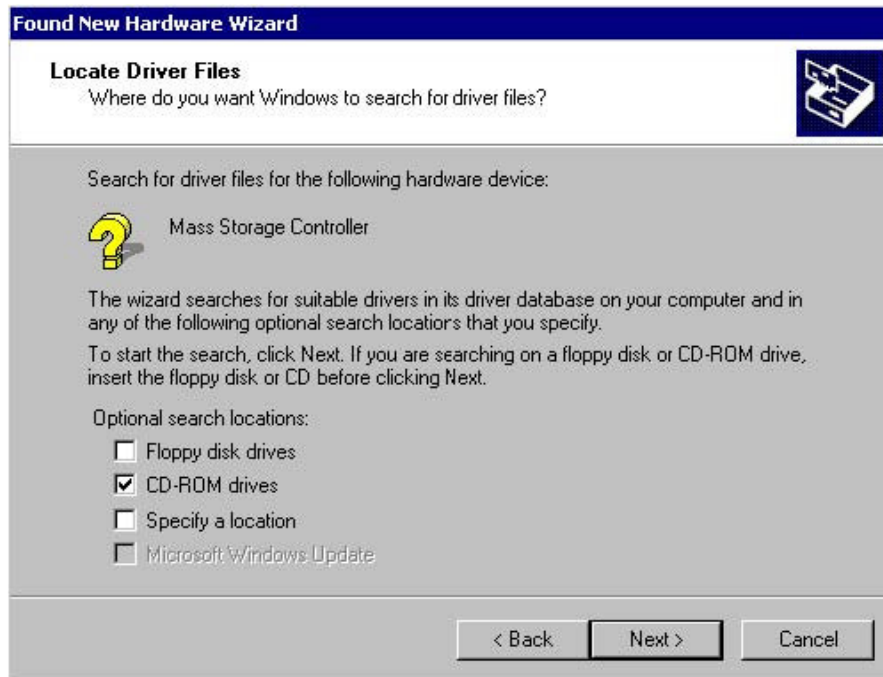 Found New Hardware Wizard
Locate Driver Files
Where do you want Windows to search for driver files?
Search for driver files for the following hardware device:
Mass Storage Controller
The wizard searches for suitable drivers in its driver database on your computer and in
any of the following optional search locations that you specify.
To start the search, click Next. If you are searching on a floppy disk or CD-ROM drive,
insert the floppy disk or CD before clicking Next.
Optional search locations:
Floppy disk drives
CD-ROM drives
Specify a location
Microsoft Windows Update
< Back Next > Cancel